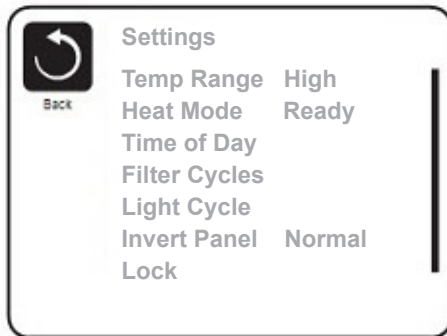 Settings
Back
Temp Range High
Heat Mode Ready
Time of Day
Filter Cycles
Light Cycle
Invert Panel Normal
Lock